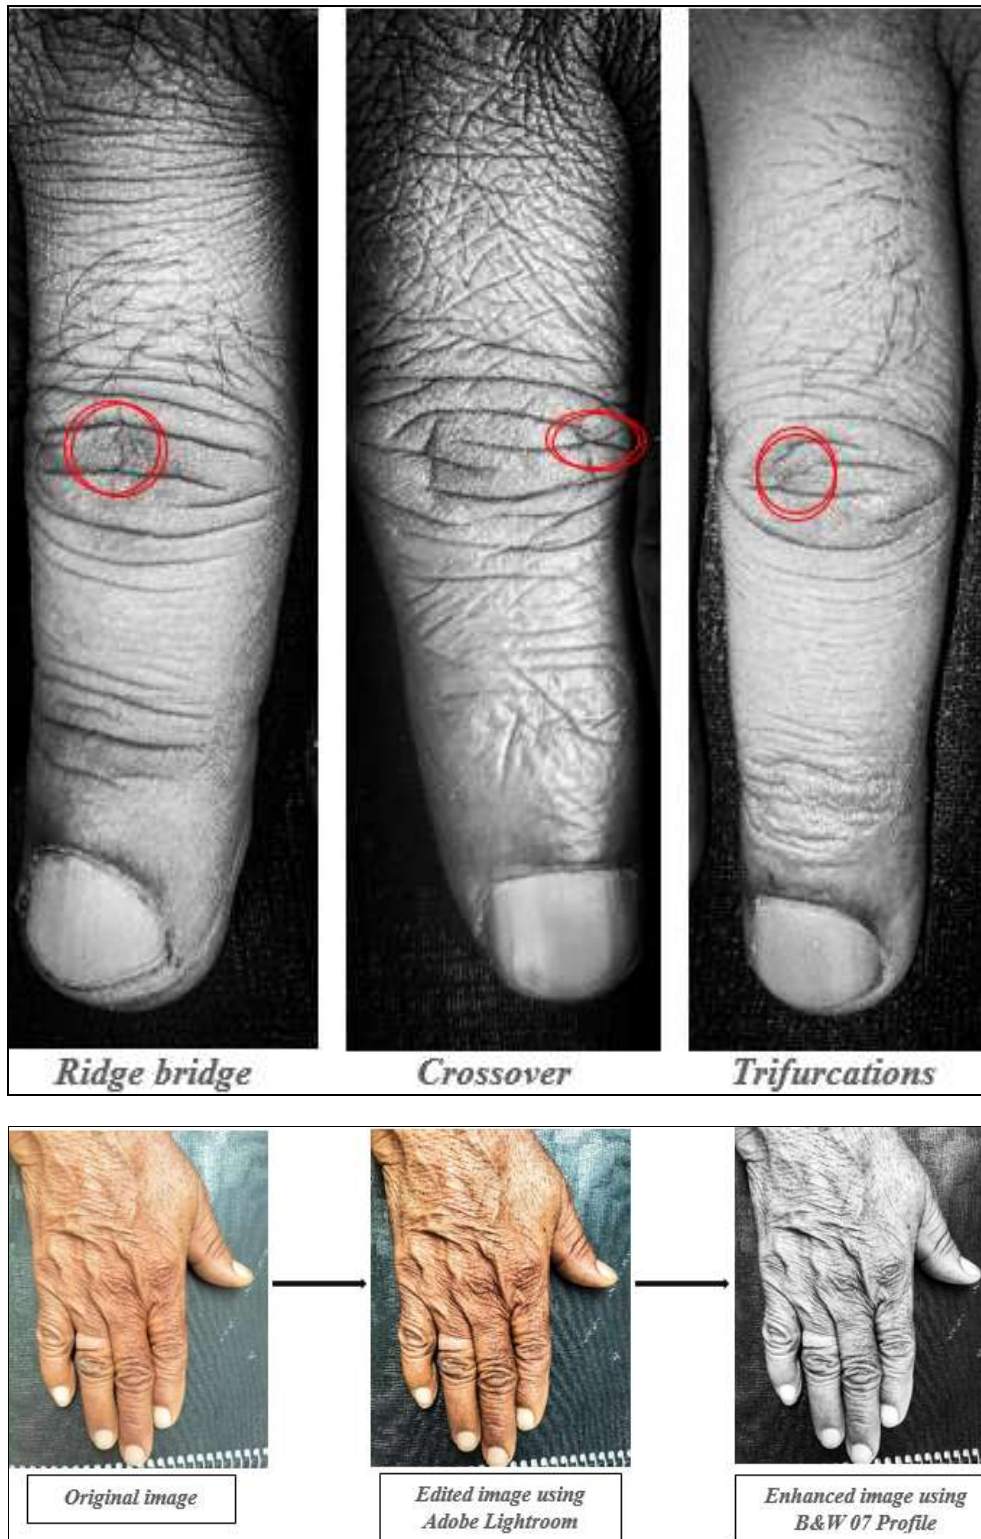 Ridge bridge
Crossover
Trifurcations
Original image
Edited image using
Adobe Lightroom
Enhanced image using
B&W 07 Profile